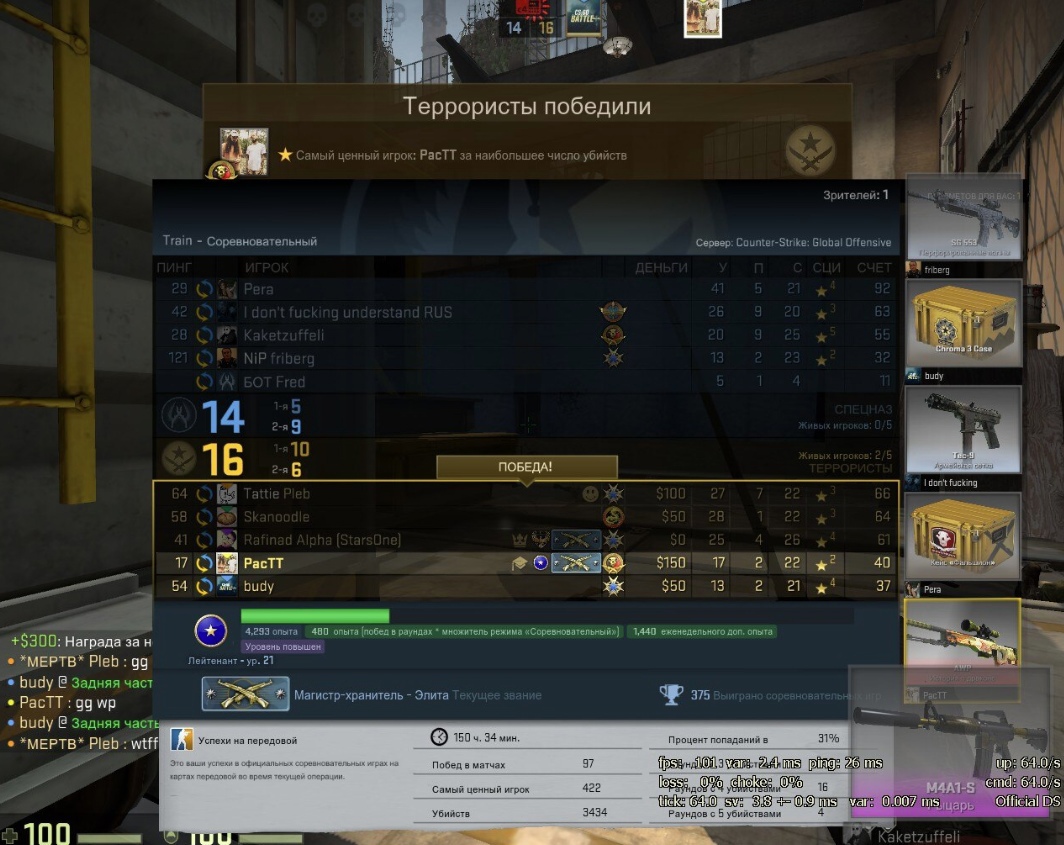 14 16
CS:GO BATTLE
Террористы победили
Самый ценный игрок: PacTT за наибольшее число убийств
Зрителей: 1
Train - Соревновательный
Сервер: Counter-Strike: Global Offensive
ПИНГ ИГРОК ДЕНЬГИ У П С СЦИ СЧЕТ
29 Pera 41 5 21 4 92
42 I don't fucking understand RUS 26 9 20 3 63
28 Kaketzuffeli 20 9 25 5 55
121 NiP friberg 13 2 23 2 32
БОТ Fred 5 1 4 11
14 1-я 5
2-я 9
СПЕЦНАЗ
Живых игроков: 0/5
16 1-я 10
2-я 6
ПОБЕДА!
Живых игроков: 2/5
ТЕРРОРИСТЫ
64 Tattie Pleb $100 27 7 22 3 66
58 Skanoodle $50 28 1 22 3 64
41 Rafinad Alpha [StarsOne] $0 25 4 26 4 61
17 PacTT $150 17 2 22 2 40
54 budy $50 13 2 21 4 37
4,293 опыта 480 опыта [побед в раундах * множитель режима «Соревновательный»] 1,440 еженедельного доп. опыта
Уровень повышен
Лейтенант - ур. 21
Магистр-хранитель - Элита Текущее звание
375 Выиграно соревновательных игр
Успехи на передовой
Это ваши успехи в официальных соревновательных играх на
картах передовой во время текущей операции.
150 ч. 34 мин.
Побед в матчах 97
Самый ценный игрок 422
Убийств 3434
Процент попаданий в 31%
Раундов с 4 убийствами 16
Раундов с 5 убийствами 4
SG 553
friberg
Chroma 3 Case
budy
Tec-9
I don't fucking
Кейс «Фальшион»
Pera
AWP
PacTT
M4A1-S
Рыцарь
Kaketzuffeli
fps: 101 var: 2.4 ms ping: 26 ms up: 64.0/s
loss: 0% choke: 0% cmd: 64.0/s
tick: 64.0 sv: 3.8 +- 0.9 ms var: 0.007 ms Official DS
+$300: Награда за н
*МЕРТВ* Pleb : gg
budy @ Задняя част
PacTT : gg wp
budy @ Задняя часть
*МЕРТВ* Pleb : wtff
100
100